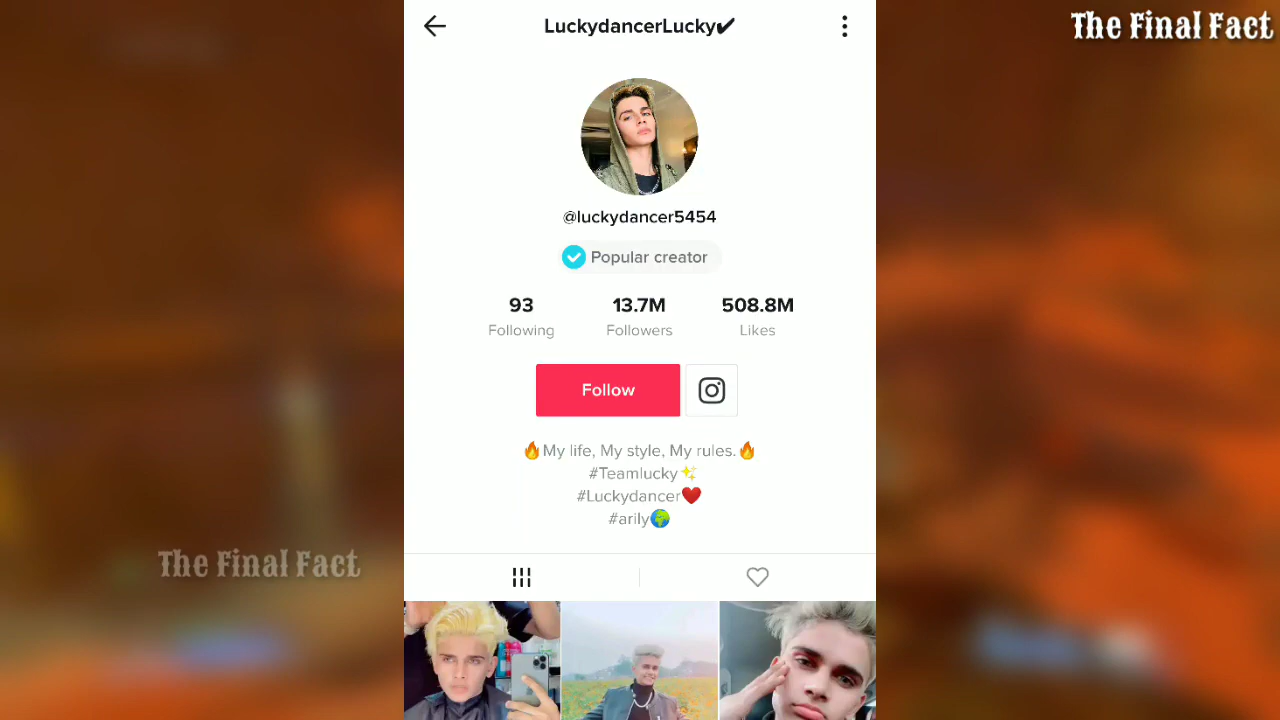 LuckydancerLucky✔
The Final Fact
@luckydancer5454
Popular creator
93 13.7M 508.8M
Following Followers Likes
Follow
🔥My life, My style, My rules.🔥
#Teamlucky✨
#Luckydancer❤️
#arily🌍
The Final Fact